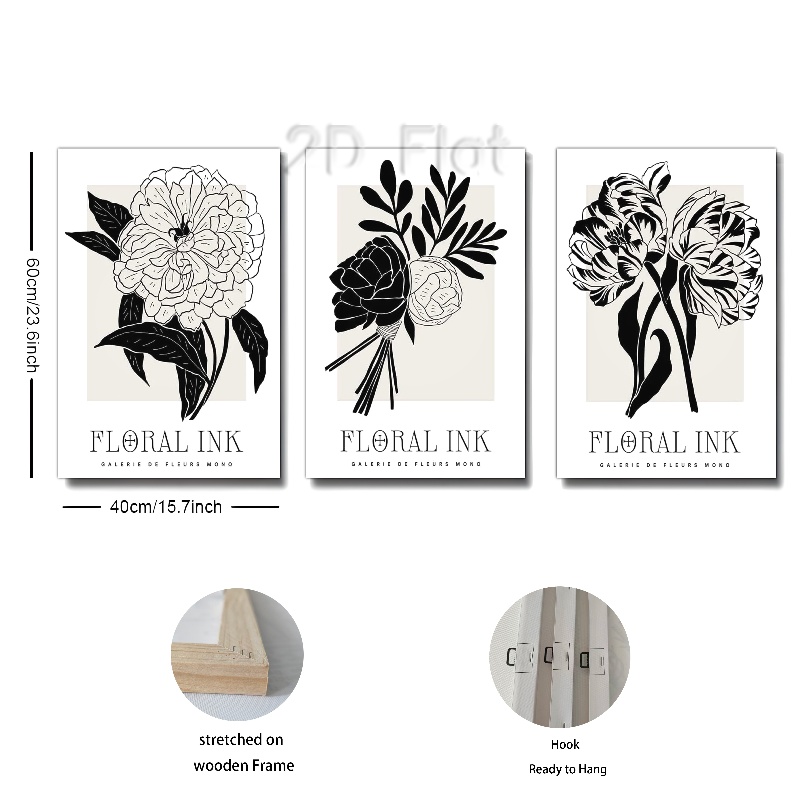 2D Flat
60cm/23.6inch
FLORAL INK
GALERIE DE FLEURS MONO
FLORAL INK
GALERIE DE FLEURS MONO
FLORAL INK
GALERIE DE FLEURS MONO
40cm/15.7inch
stretched on
wooden Frame
Hook
Ready to Hang